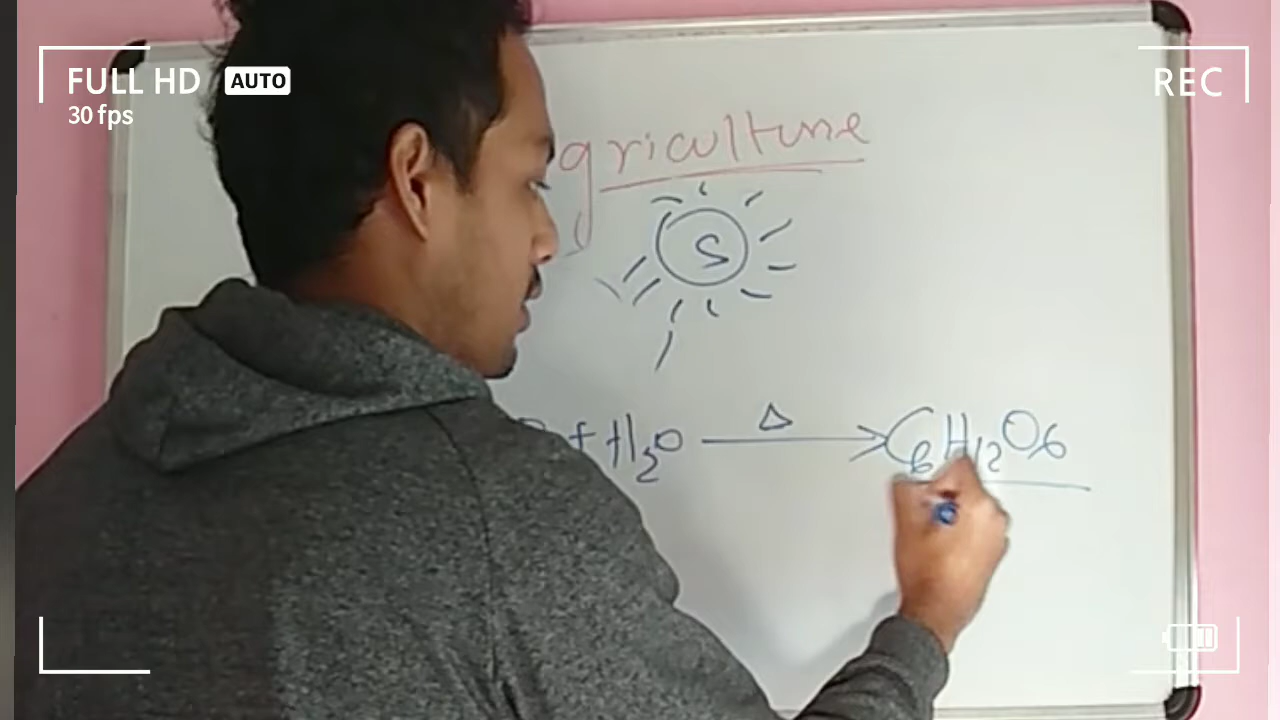 FULL HD AUTO REC
30 fps
griculture
S
+ H2O → C6H12O6
Δ